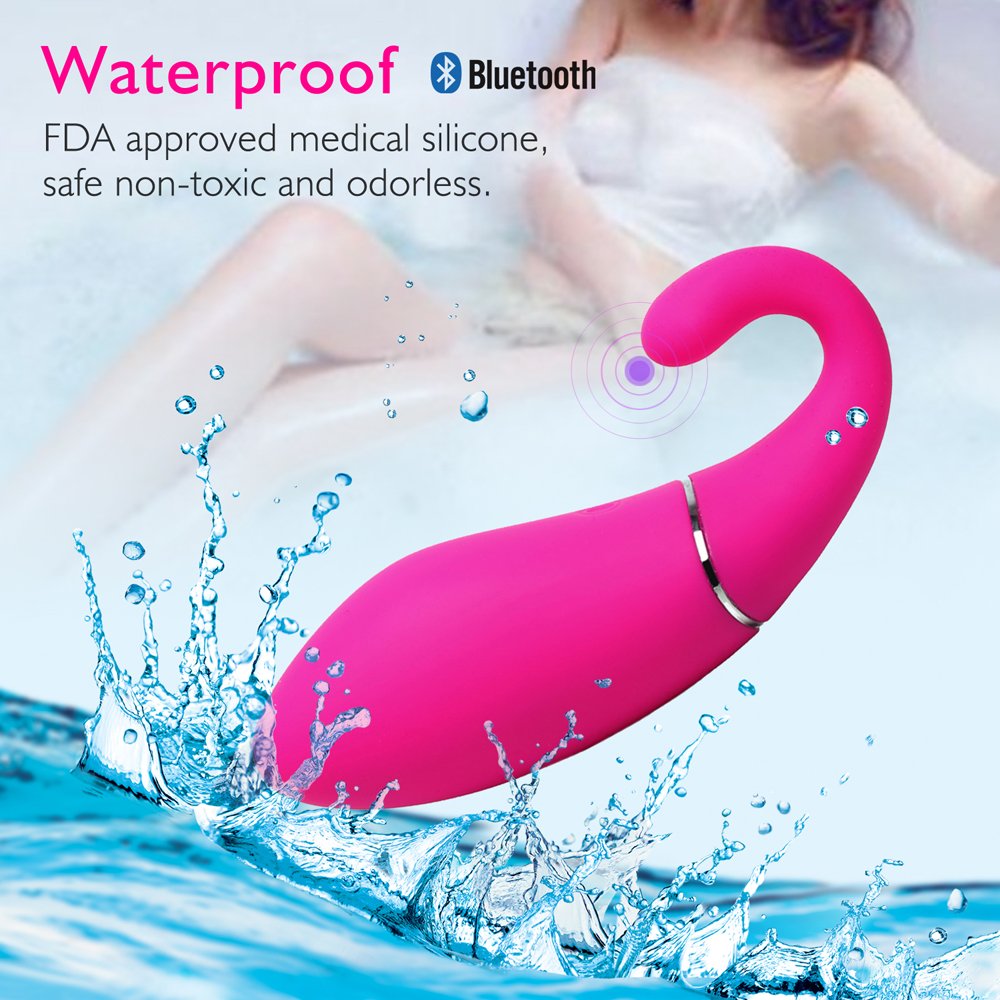 Waterproof Bluetooth
FDA approved medical silicone,
safe non-toxic and odorless.